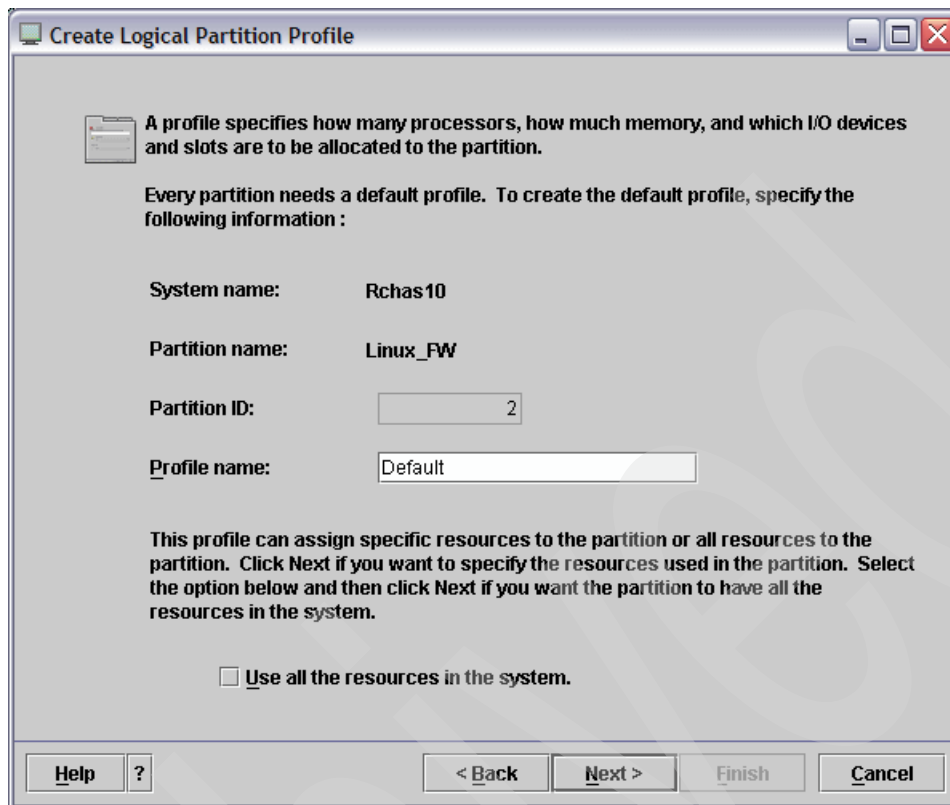 Create Logical Partition Profile
A profile specifies how many processors, how much memory, and which I/O devices
and slots are to be allocated to the partition.
Every partition needs a default profile.  To create the default profile, specify the
following information :
System name: Rchas10
Partition name: Linux_FW
Partition ID: 2
Profile name: Default
This profile can assign specific resources to the partition or all resources to the
partition.  Click Next if you want to specify the resources used in the partition.  Select
the option below and then click Next if you want the partition to have all the
resources in the system.
Use all the resources in the system.
Help ? < Back Next > Finish Cancel